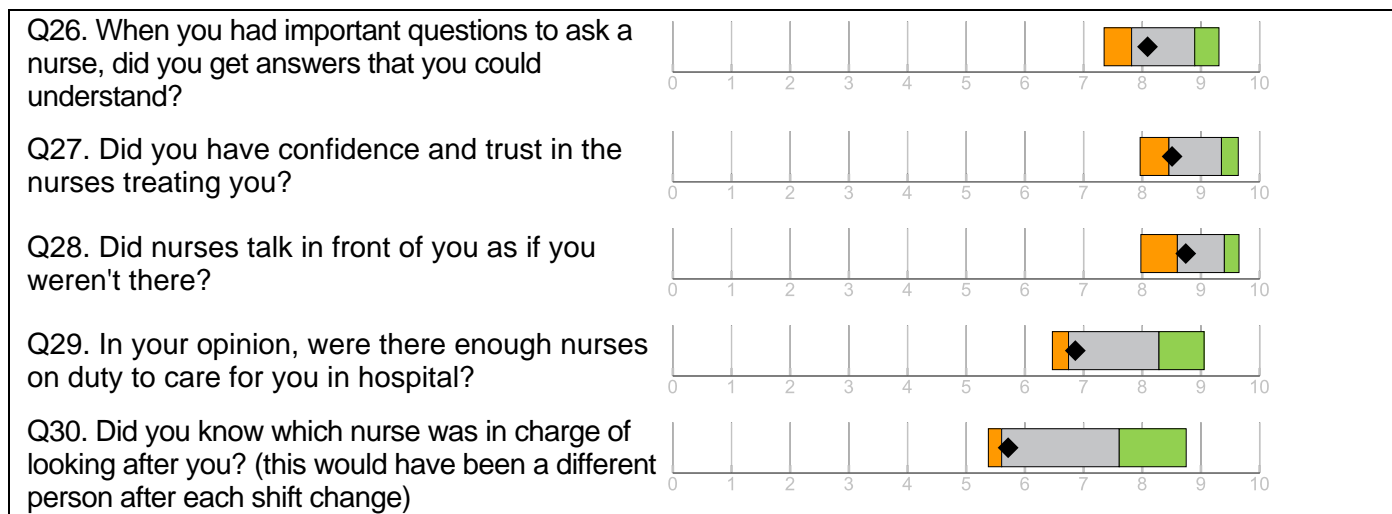 Q26. When you had important questions to ask a
nurse, did you get answers that you could
understand?
0 1 2 3 4 5 6 7 8 9 10
Q27. Did you have confidence and trust in the
nurses treating you?
0 1 2 3 4 5 6 7 8 9 10
Q28. Did nurses talk in front of you as if you
weren't there?
0 1 2 3 4 5 6 7 8 9 10
Q29. In your opinion, were there enough nurses
on duty to care for you in hospital?
0 1 2 3 4 5 6 7 8 9 10
Q30. Did you know which nurse was in charge of
looking after you? (this would have been a different
person after each shift change)
0 1 2 3 4 5 6 7 8 9 10